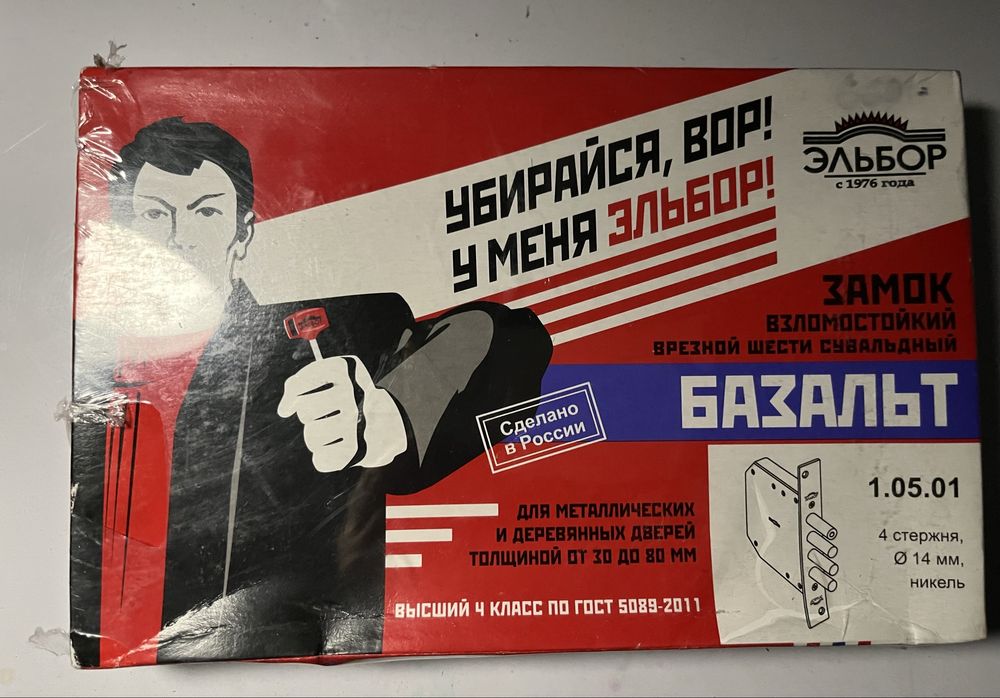 УБИРАЙСЯ, ВОР!
У МЕНЯ ЭЛЬБОР!
ЭЛЬБОР
с 1976 года
ЗАМОК
ВЗЛОМОСТОЙКИЙ
ВРЕЗНОЙ ШЕСТИ СУВАЛЬДНЫЙ
БАЗАЛЬТ
Сделано
в России
ДЛЯ МЕТАЛЛИЧЕСКИХ
И ДЕРЕВЯННЫХ ДВЕРЕЙ
ТОЛЩИНОЙ ОТ 30 ДО 80 ММ
ВЫСШИЙ 4 КЛАСС ПО ГОСТ 5089-2011
1.05.01
4 стержня,
Ø 14 мм,
никель